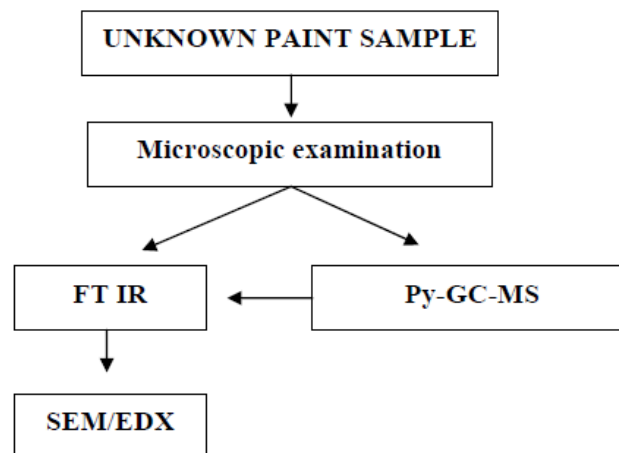 UNKNOWN PAINT SAMPLE
Microscopic examination
FT IR
Py-GC-MS
SEM/EDX